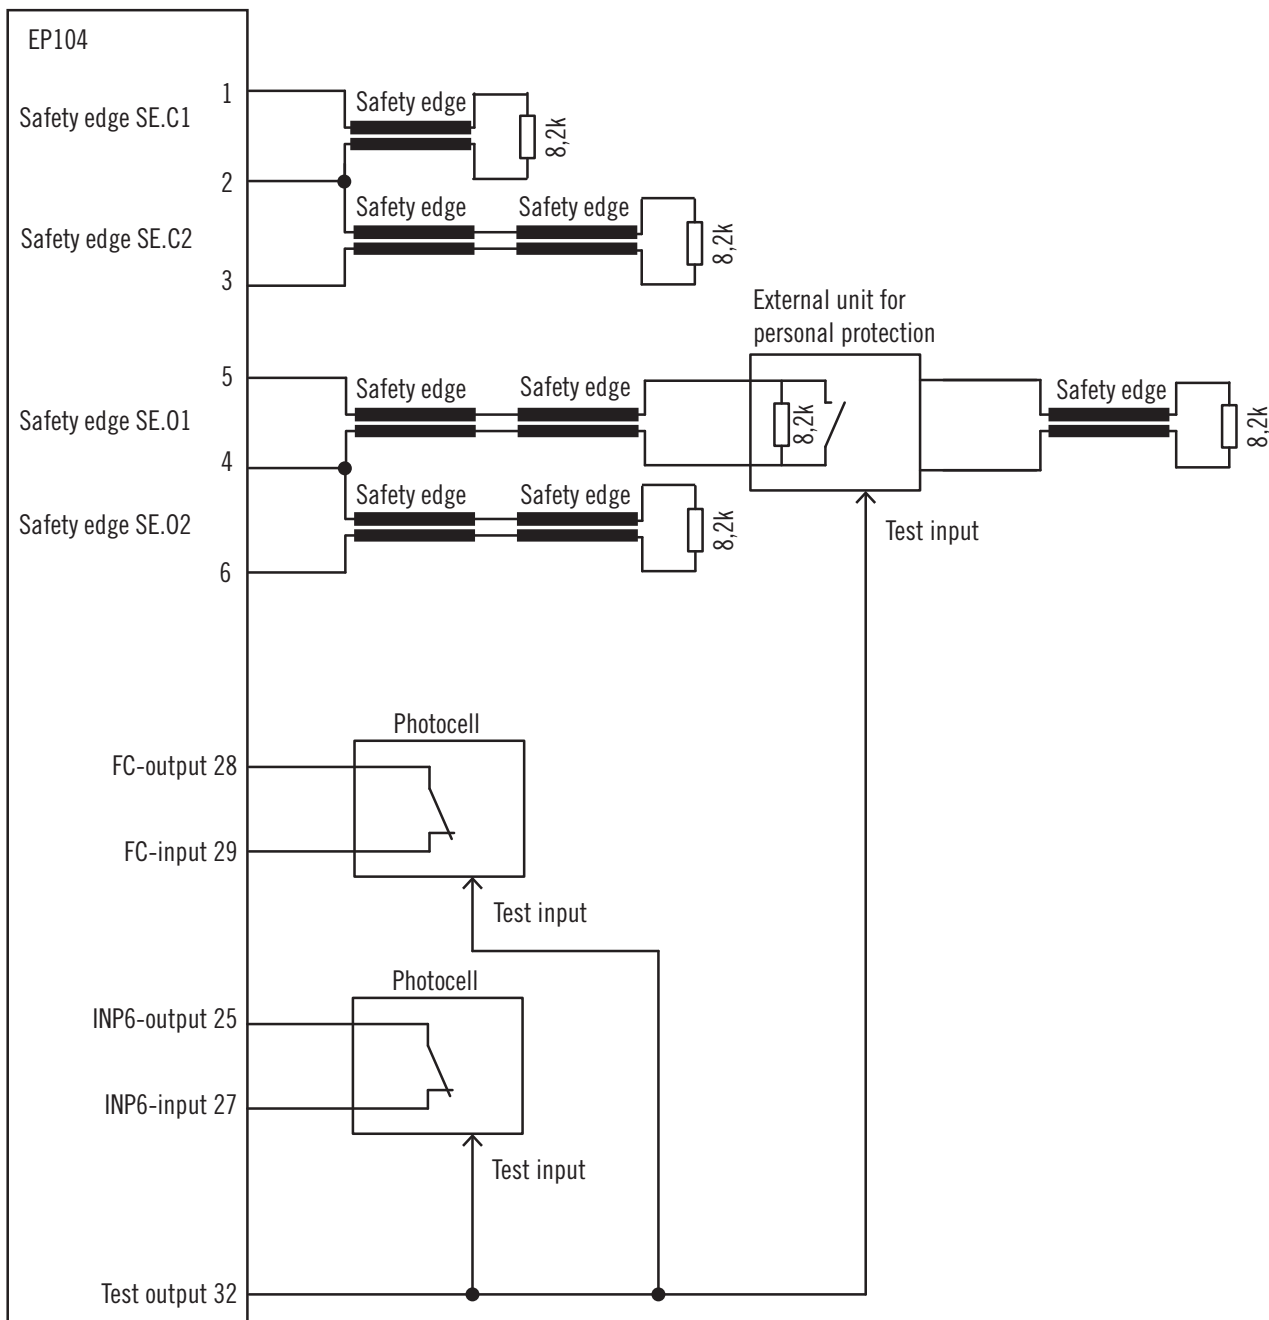 EP104
1
Safety edge
Safety edge SE.C1
8,2k
2
Safety edge
Safety edge
Safety edge SE.C2
8,2k
3
External unit for
personal protection
5
Safety edge
Safety edge
Safety edge
Safety edge SE.O1
8,2k
8,2k
4
Safety edge
Safety edge
Safety edge SE.O2
8,2k
Test input
6
Photocell
FC-output 28
FC-input 29
Test input
Photocell
INP6-output 25
INP6-input 27
Test input
Test output 32